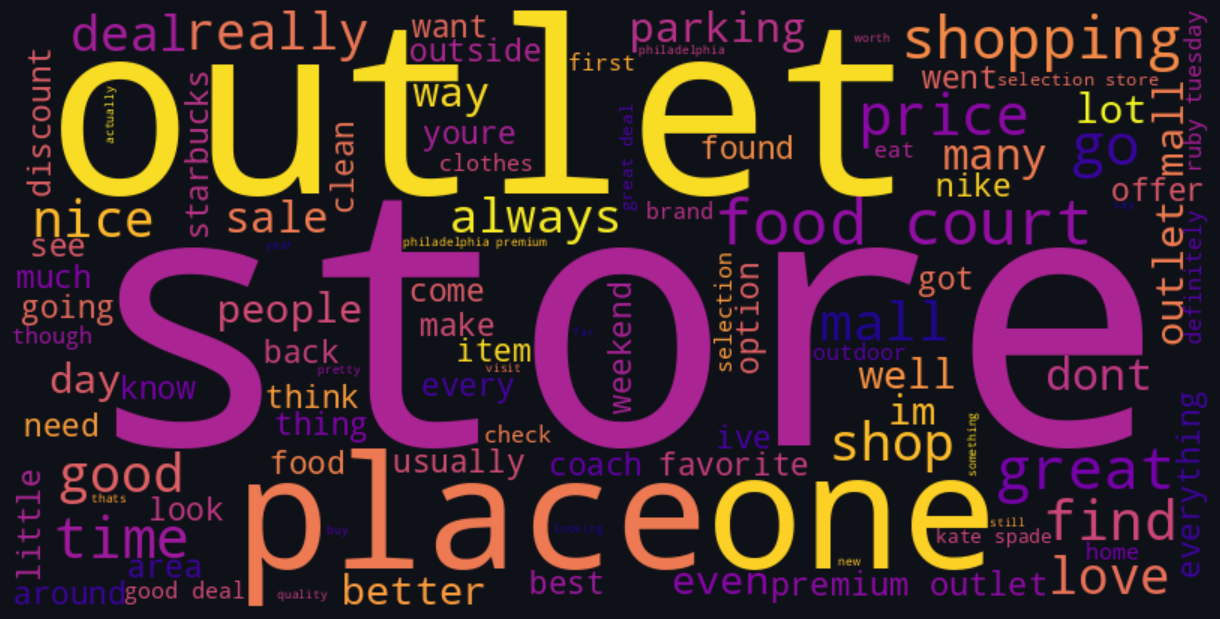 deal
really
want
outside
parking
philadelphia
worth
shopping
tuesday
outlet
first
went
selection store
discount
actually
starbucks
way
youre
clothes
clean
great deal
found
price
eat
lot
many
go
nike
offer
ruby
outlet mall
nice
sale
always
brand
food court
philadelphia premium
see
year
much
going
though
store
people
come
make
back
pretty
item
visit
weekend
far
selection
option
got
mall
outdoor
definitely
day
know
think
every
well
dont
need
thing
check
ive
im
shop
something
everything
good
thats
food
usually
coach
favorite
great
little
look
time
area
place
one
buy
looking
still
kate spade
find
home
around
good deal
quality
better
best
new
even
premium outlet
love